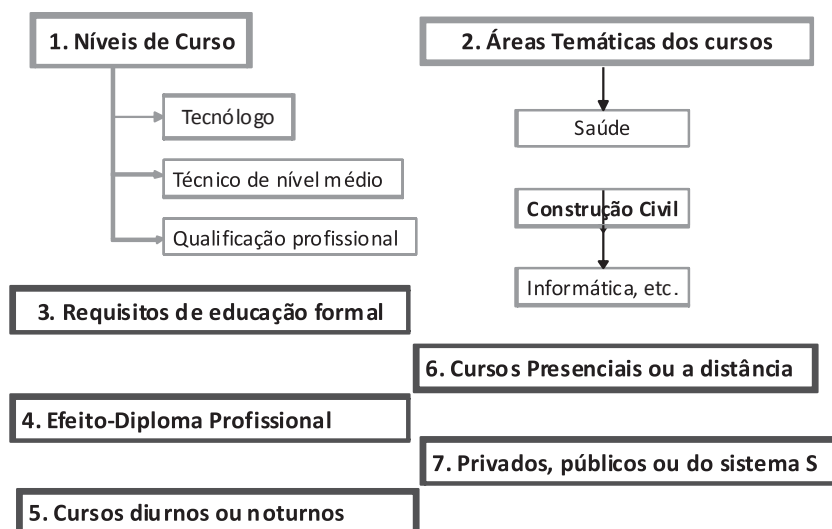 1. Níveis de Curso
Tecnólogo
Técnico de nível médio
Qualificação profissional
2. Áreas Temáticas dos cursos
Saúde
Construção Civil
Informática, etc.
3. Requisitos de educação formal
4. Efeito-Diploma Profissional
5. Cursos diurnos ou noturnos
6. Cursos Presenciais ou a distância
7. Privados, públicos ou do sistema S